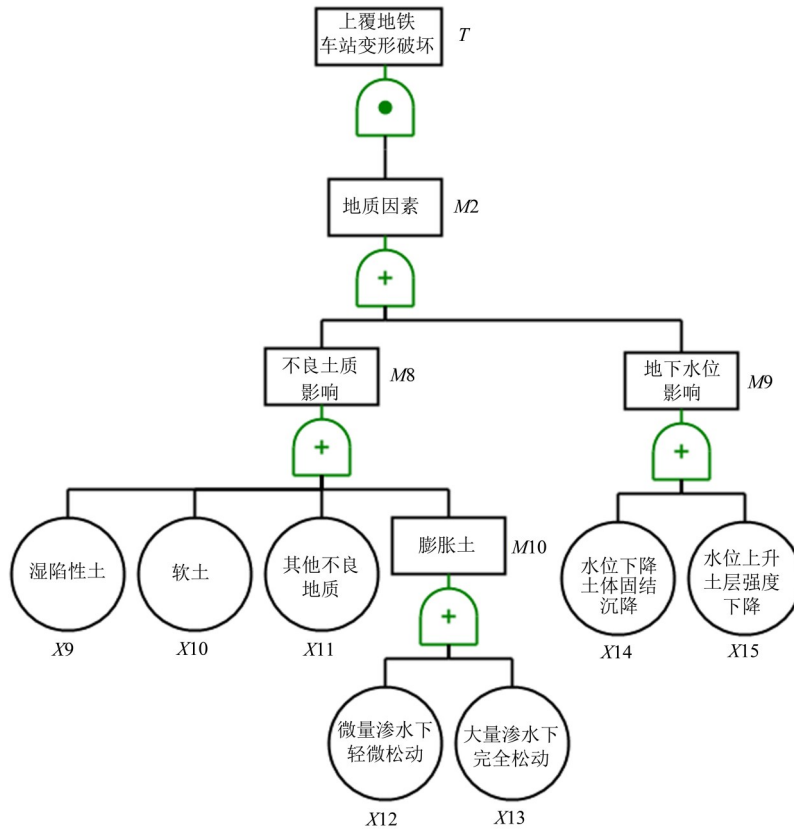 上覆地铁
车站变形破坏
T
地质因素
M2
+
不良土质
影响
M8
地下水位
影响
M9
+
+
湿陷性土
软土
其他不良
地质
膨胀土
M10
水位下降
土体固结
沉降
水位上升
土层强度
下降
X9
X10
X11
+
X14
X15
微量渗水下
轻微松动
大量渗水下
完全松动
X12
X13